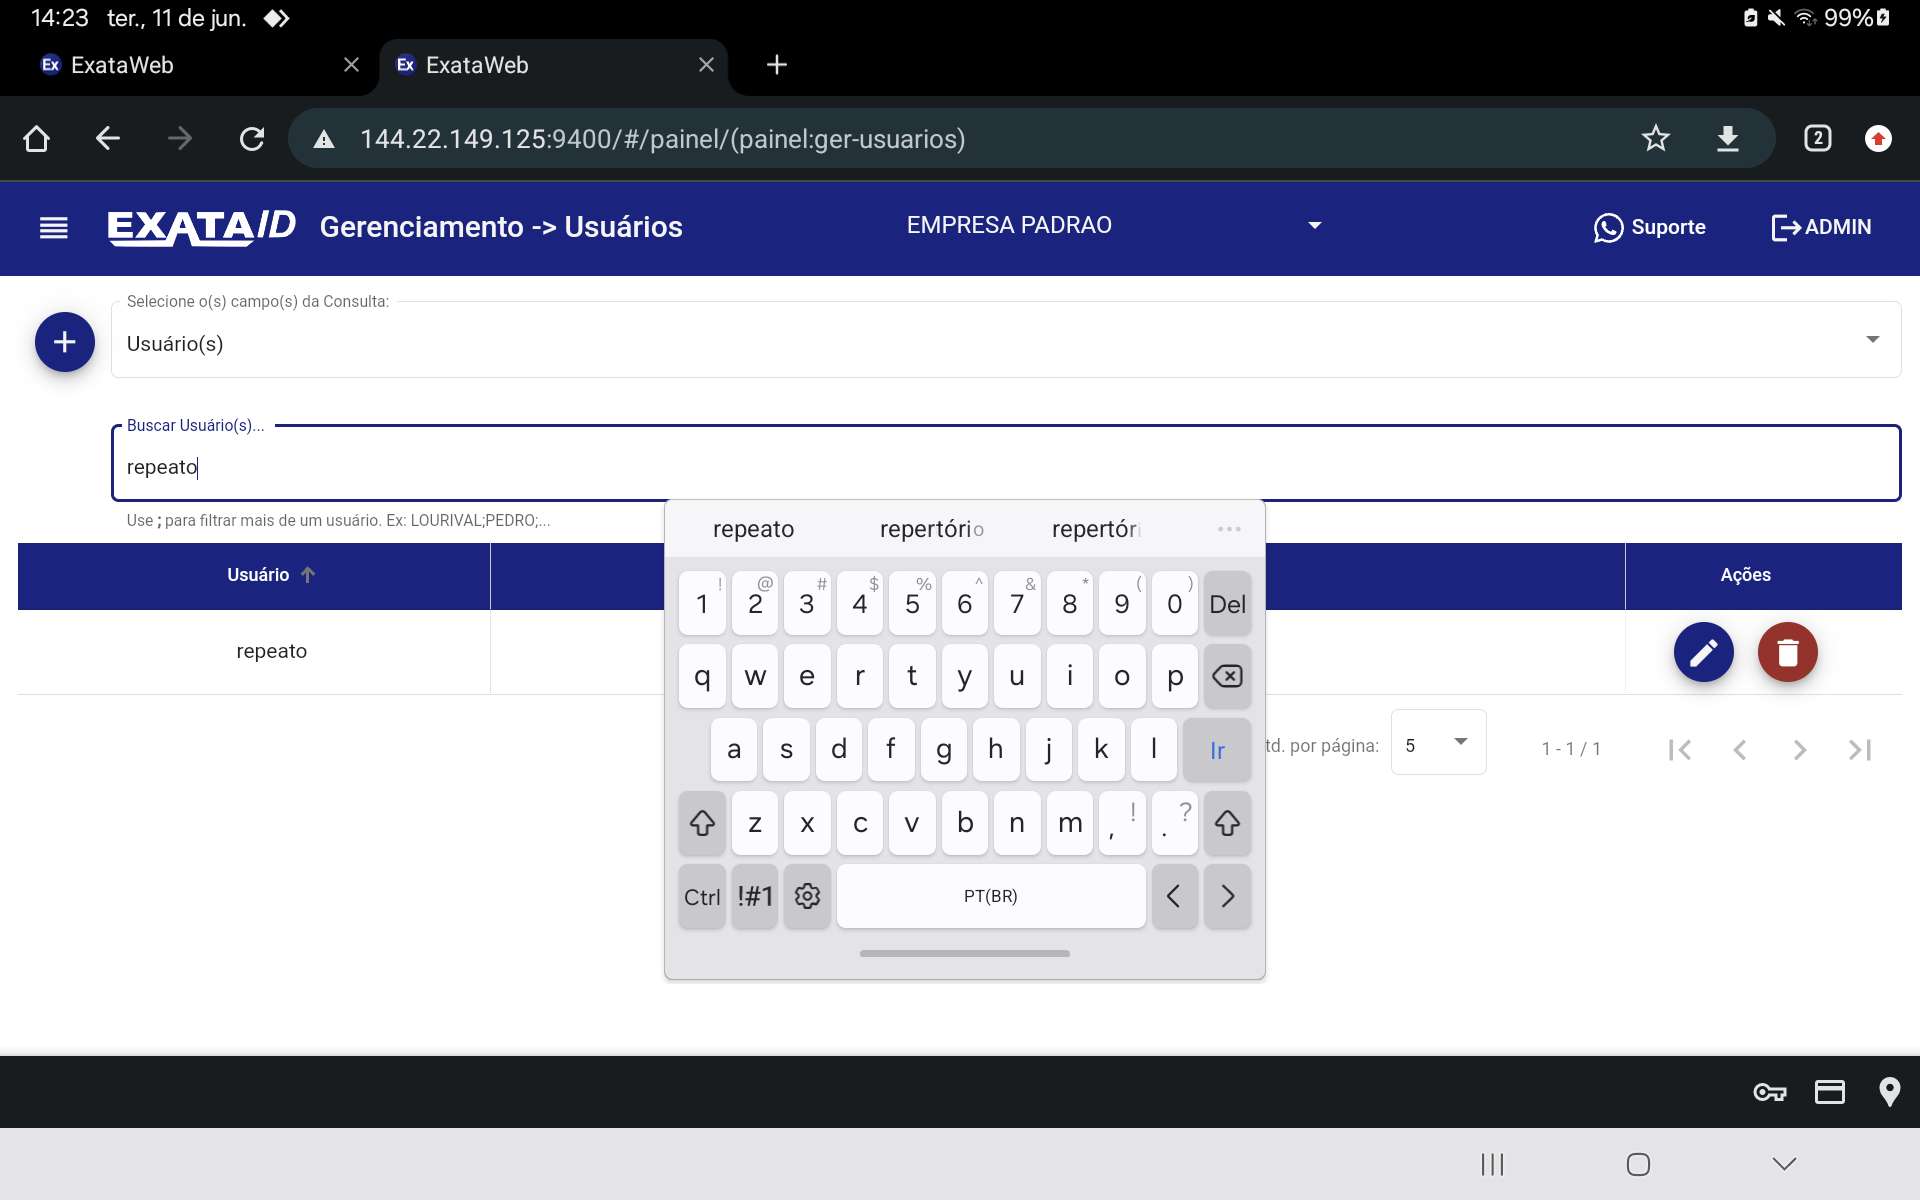 14:23 ter., 11 de jun. 99%
Ex ExataWeb Ex ExataWeb
144.22.149.125:9400/#/painel/(painel:ger-usuarios) 2
EXATA/D Gerenciamento -> Usuários EMPRESA PADRAO Suporte ADMIN
Selecione o(s) campo(s) da Consulta:
Usuário(s)
Buscar Usuário(s)...
repeato
Use ; para filtrar mais de um usuário. Ex: LOURIVAL;PEDRO;...
repeato repertório repertóri ...
Usuário Ações
! @ # $ % ^ & * ( )
1 2 3 4 5 6 7 8 9 0 Del
repeato
q w e r t y u i o p
a s d f g h j k l Ir
td. por página: 5 1 - 1 / 1
z x c v b n m , ! . ?
Ctrl !#1 PT(BR) < >